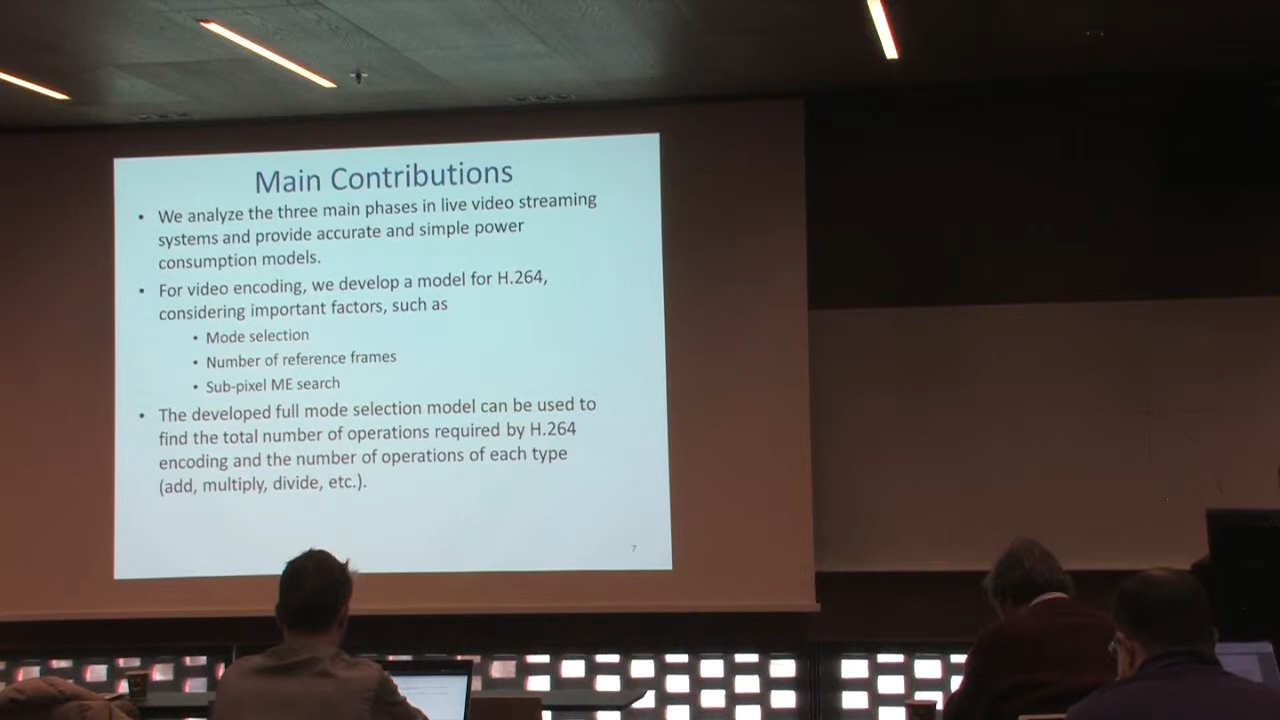 Main Contributions
• We analyze the three main phases in live video streaming
systems and provide accurate and simple power
consumption models.
• For video encoding, we develop a model for H.264,
considering important factors, such as
• Mode selection
• Number of reference frames
• Sub-pixel ME search
• The developed full mode selection model can be used to
find the total number of operations required by H.264
encoding and the number of operations of each type
(add, multiply, divide, etc.).
7